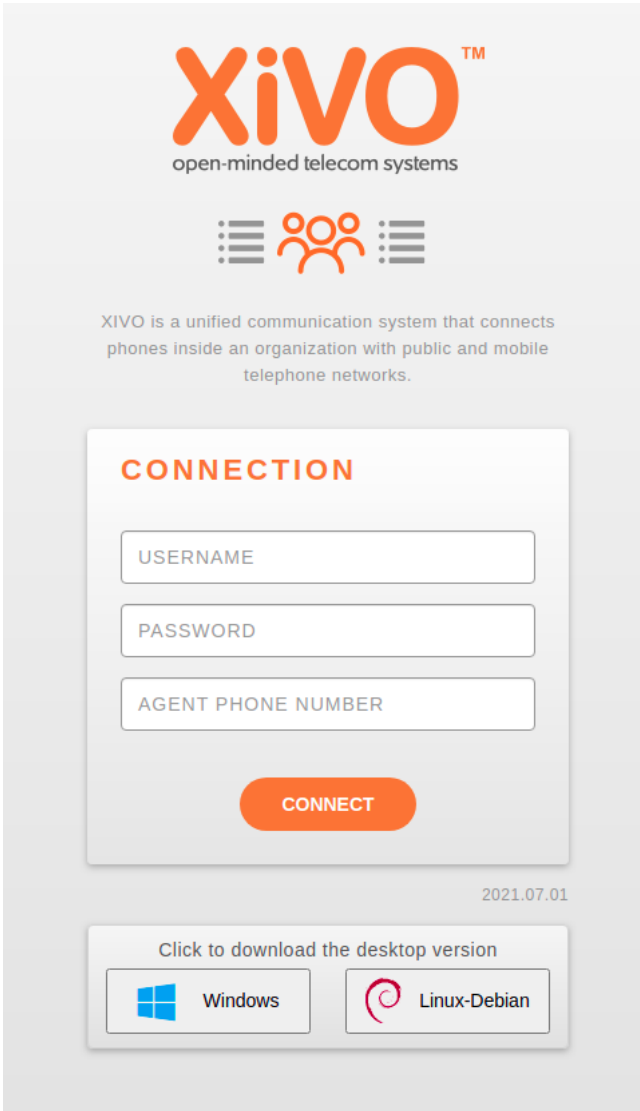 XiVO™
open-minded telecom systems
XIVO is a unified communication system that connects
phones inside an organization with public and mobile
telephone networks.
CONNECTION
USERNAME
PASSWORD
AGENT PHONE NUMBER
CONNECT
2021.07.01
Click to download the desktop version
Windows
Linux-Debian